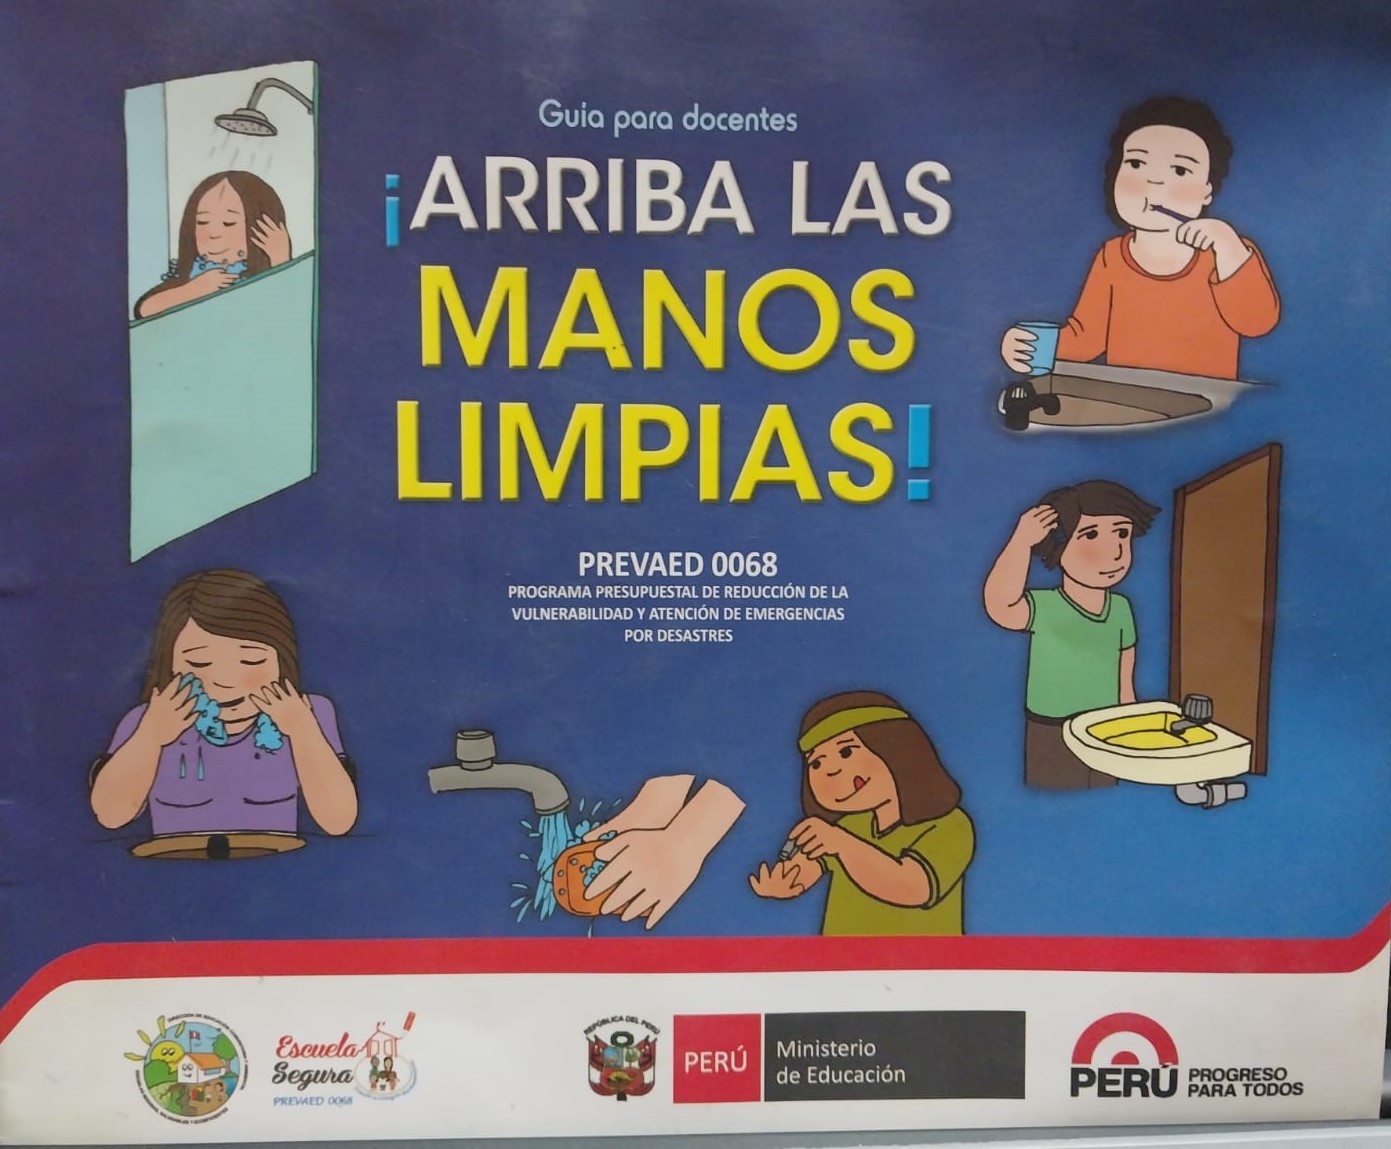 Guía para docentes
¡ARRIBA LAS
MANOS
LIMPIAS!
PREVAED 0068
PROGRAMA PRESUPUESTAL DE REDUCCIÓN DE LA
VULNERABILIDAD Y ATENCIÓN DE EMERGENCIAS
POR DESASTRES
Escuela
Segura
PREVAED 0068
REPÚBLICA DEL PERÚ
PERÚ
Ministerio
de Educación
PERÚ
PROGRESO
PARA TODOS